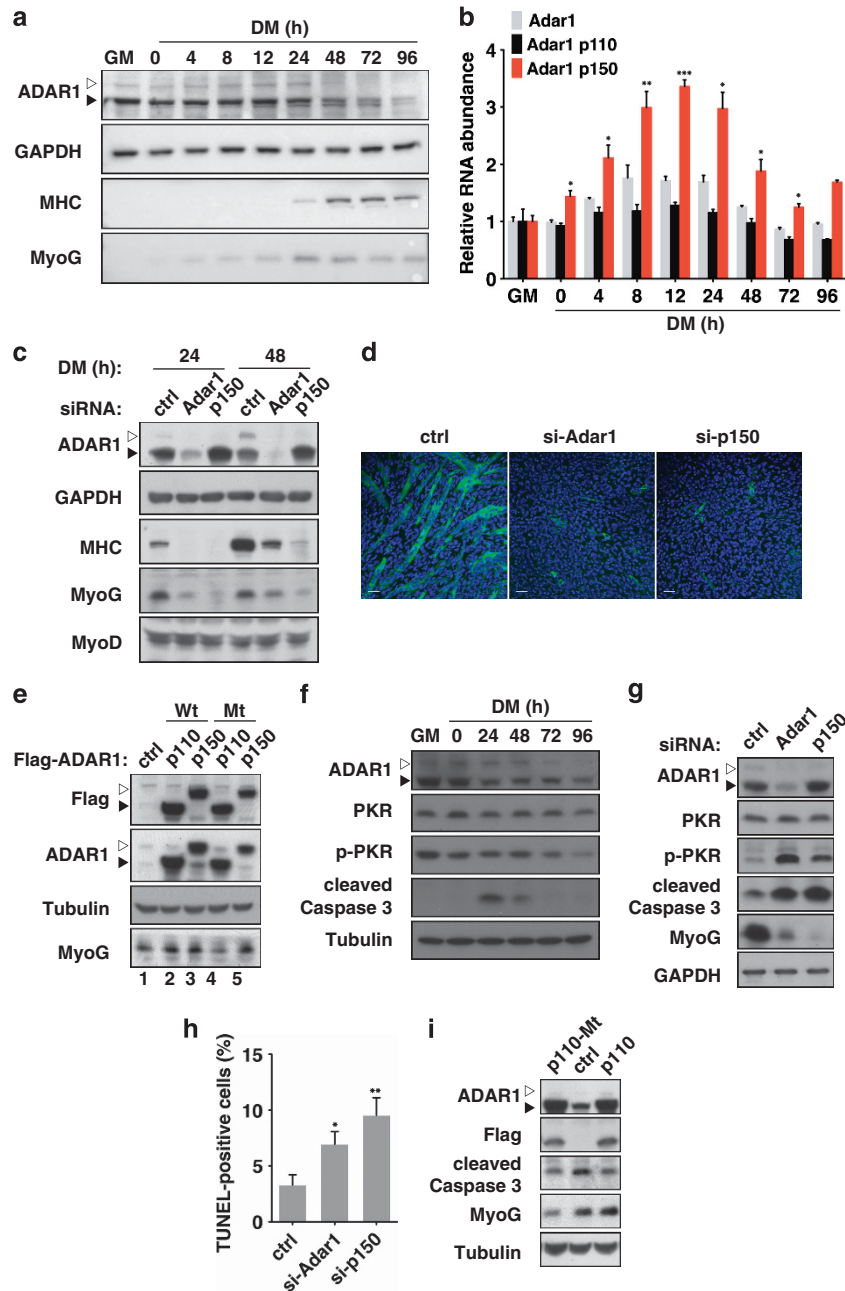 a
DM (h)
GM 0 4 8 12 24 48 72 96
ADAR1
GAPDH
MHC
MyoG
b
Adar1
Adar1 p110
Adar1 p150
Relative RNA abundance
4
3
2
1
0
* * ** *** * * *
GM 0 4 8 12 24 48 72 96
DM (h)
c
DM (h): 24 48
siRNA: ctrl Adar1 p150 ctrl Adar1 p150
ADAR1
GAPDH
MHC
MyoG
MyoD
d
ctrl si-Adar1 si-p150
e
Wt Mt
Flag-ADAR1: ctrl p110 p150 p110 p150
Flag
ADAR1
Tubulin
MyoG
1 2 3 4 5
f
DM (h)
GM 0 24 48 72 96
ADAR1
PKR
p-PKR
cleaved
Caspase 3
Tubulin
g
siRNA: ctrl Adar1 p150
ADAR1
PKR
p-PKR
cleaved
Caspase 3
MyoG
GAPDH
h
TUNEL-positive cells (%)
15
10
5
0
* **
ctrl si-Adar1 si-p150
i
p110-Mt ctrl p110
ADAR1
Flag
cleaved
Caspase 3
MyoG
Tubulin